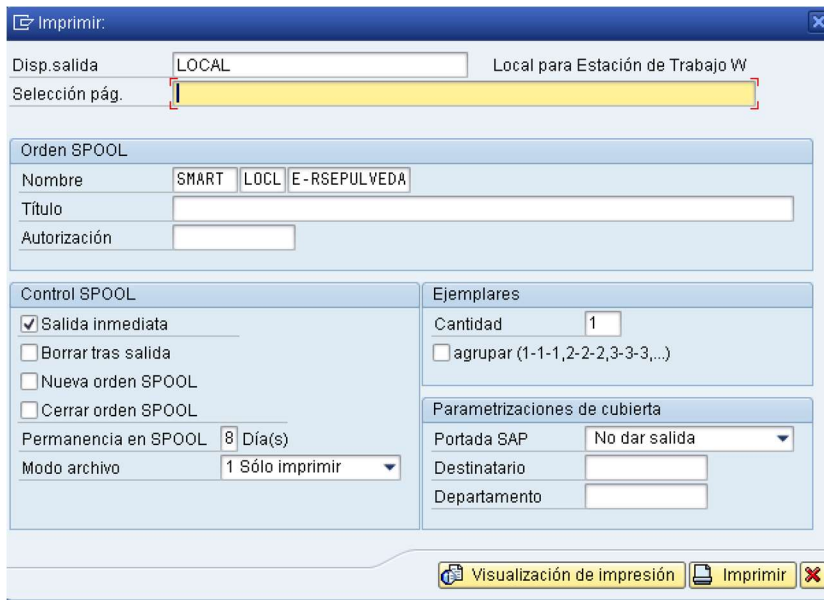 Imprimir:
Disp.salida LOCAL Local para Estación de Trabajo W
Selección pág.
Orden SPOOL
Nombre SMART LOCL E-RSEPULVEDA
Título
Autorización
Control SPOOL
Salida inmediata
Borrar tras salida
Nueva orden SPOOL
Cerrar orden SPOOL
Permanencia en SPOOL 8 Día(s)
Modo archivo 1 Sólo imprimir
Ejemplares
Cantidad 1
agrupar (1-1-1,2-2-2,3-3-3,...)
Parametrizaciones de cubierta
Portada SAP No dar salida
Destinatario
Departamento
Visualización de impresión Imprimir